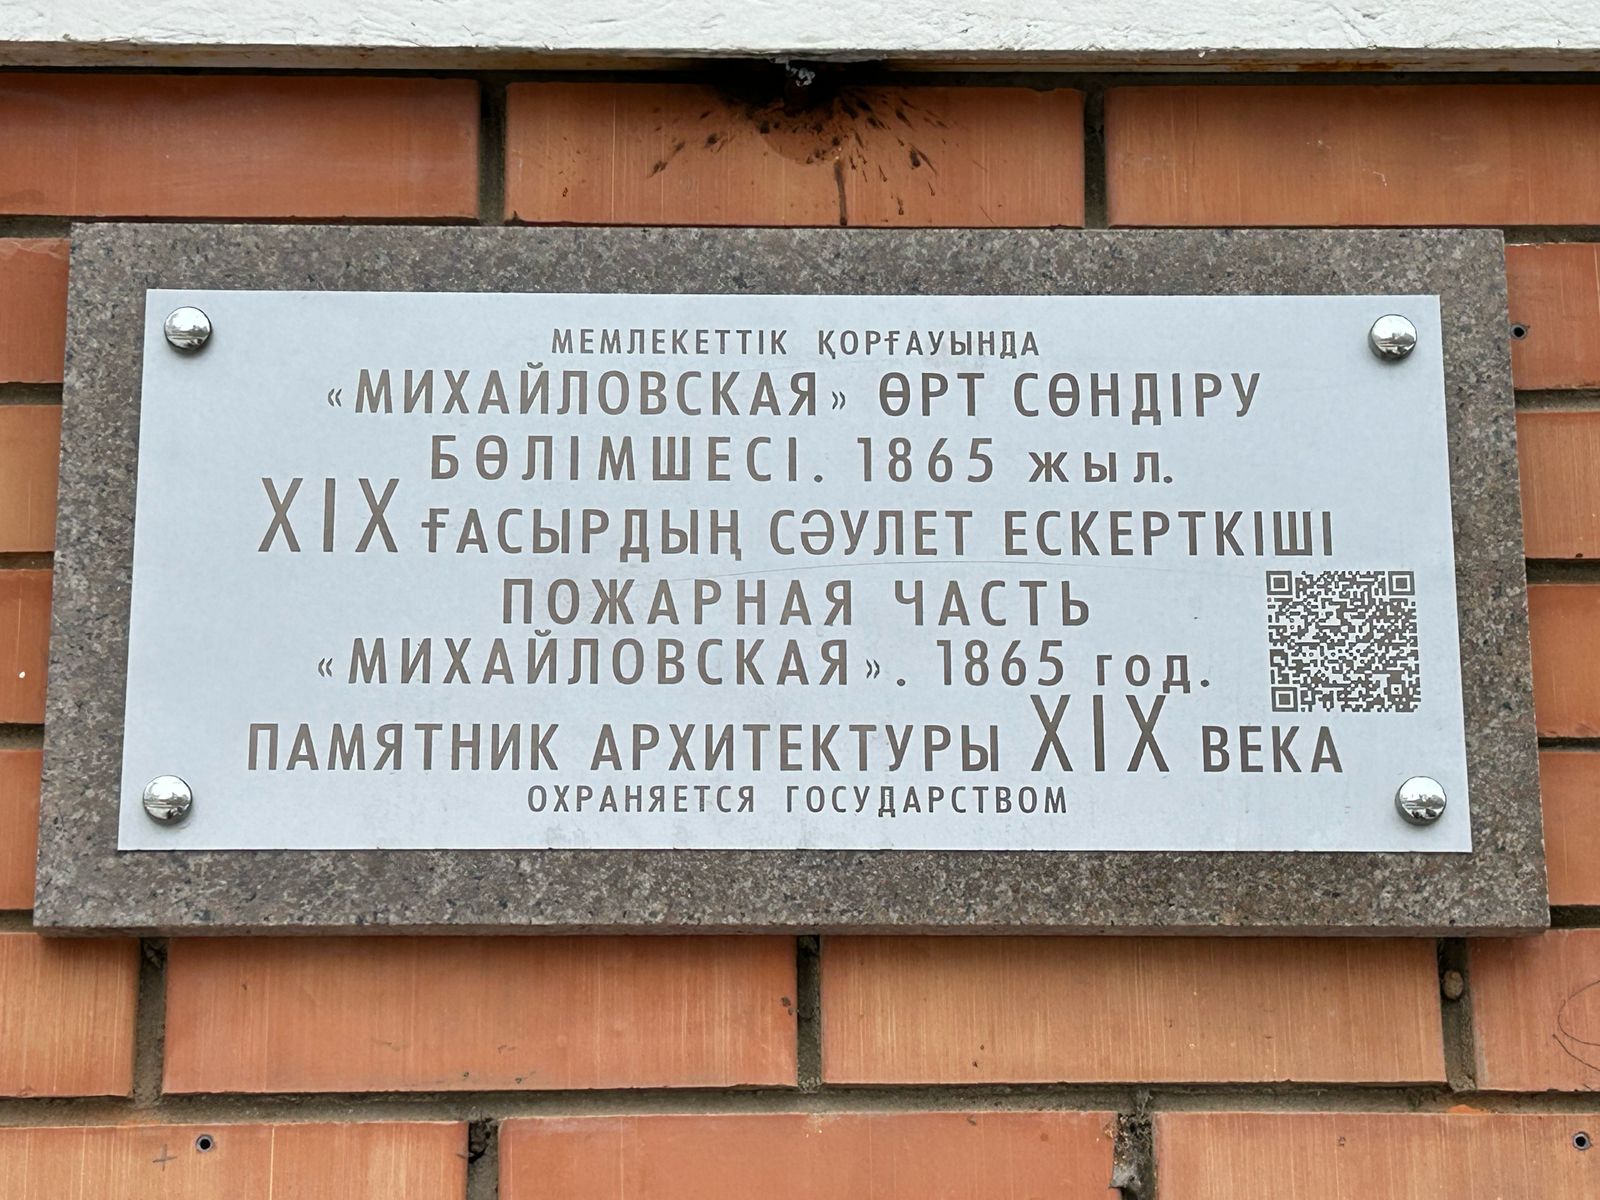 МЕМЛЕКЕТТІК ҚОРҒАУЫНДА
«МИХАЙЛОВСКАЯ» ӨРТ СӨНДІРУ
БӨЛІМШЕСІ. 1865 жыл.
XIX ҒАСЫРДЫҢ СӘУЛЕТ ЕСКЕРТКІШІ
ПОЖАРНАЯ ЧАСТЬ
«МИХАЙЛОВСКАЯ». 1865 год.
ПАМЯТНИК АРХИТЕКТУРЫ XIX ВЕКА
ОХРАНЯЕТСЯ ГОСУДАРСТВОМ